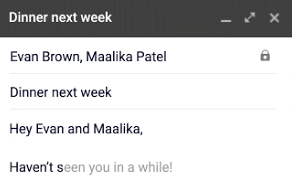 Dinner next week
Evan Brown, Maalika Patel
Dinner next week
Hey Evan and Maalika,
Haven't seen you in a while!